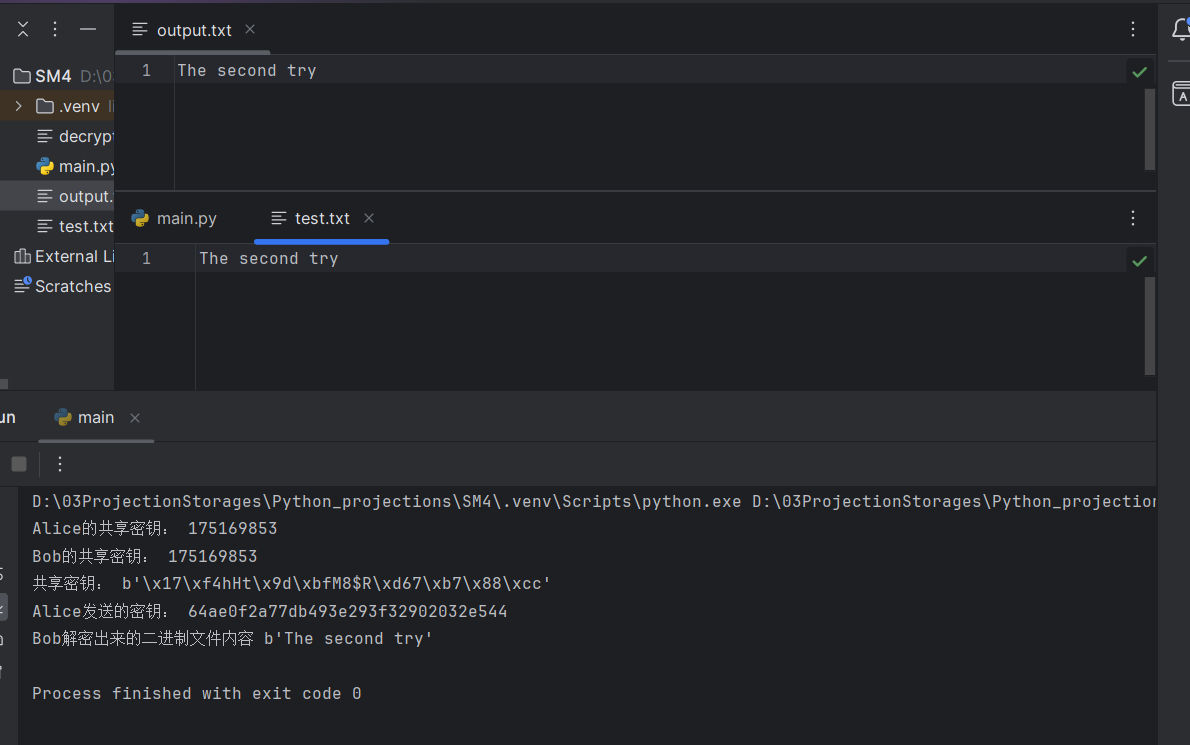 output.txt
SM4 D:\0
.venv li
decrypt
main.py
output.
test.txt
External Li
Scratches
1 The second try
main.py test.txt
1 The second try
un main
D:\03ProjectionStorages\Python_projections\SM4\.venv\Scripts\python.exe D:\03ProjectionStorages\Python_projection
Alice的共享密钥： 175169853
Bob的共享密钥： 175169853
共享密钥： b'\x17\xf4hHt\x9d\xbfM8$R\xd67\xb7\x88\xcc'
Alice发送的密钥： 64ae0f2a77db493e293f32902032e544
Bob解密出来的二进制文件内容 b'The second try'
Process finished with exit code 0